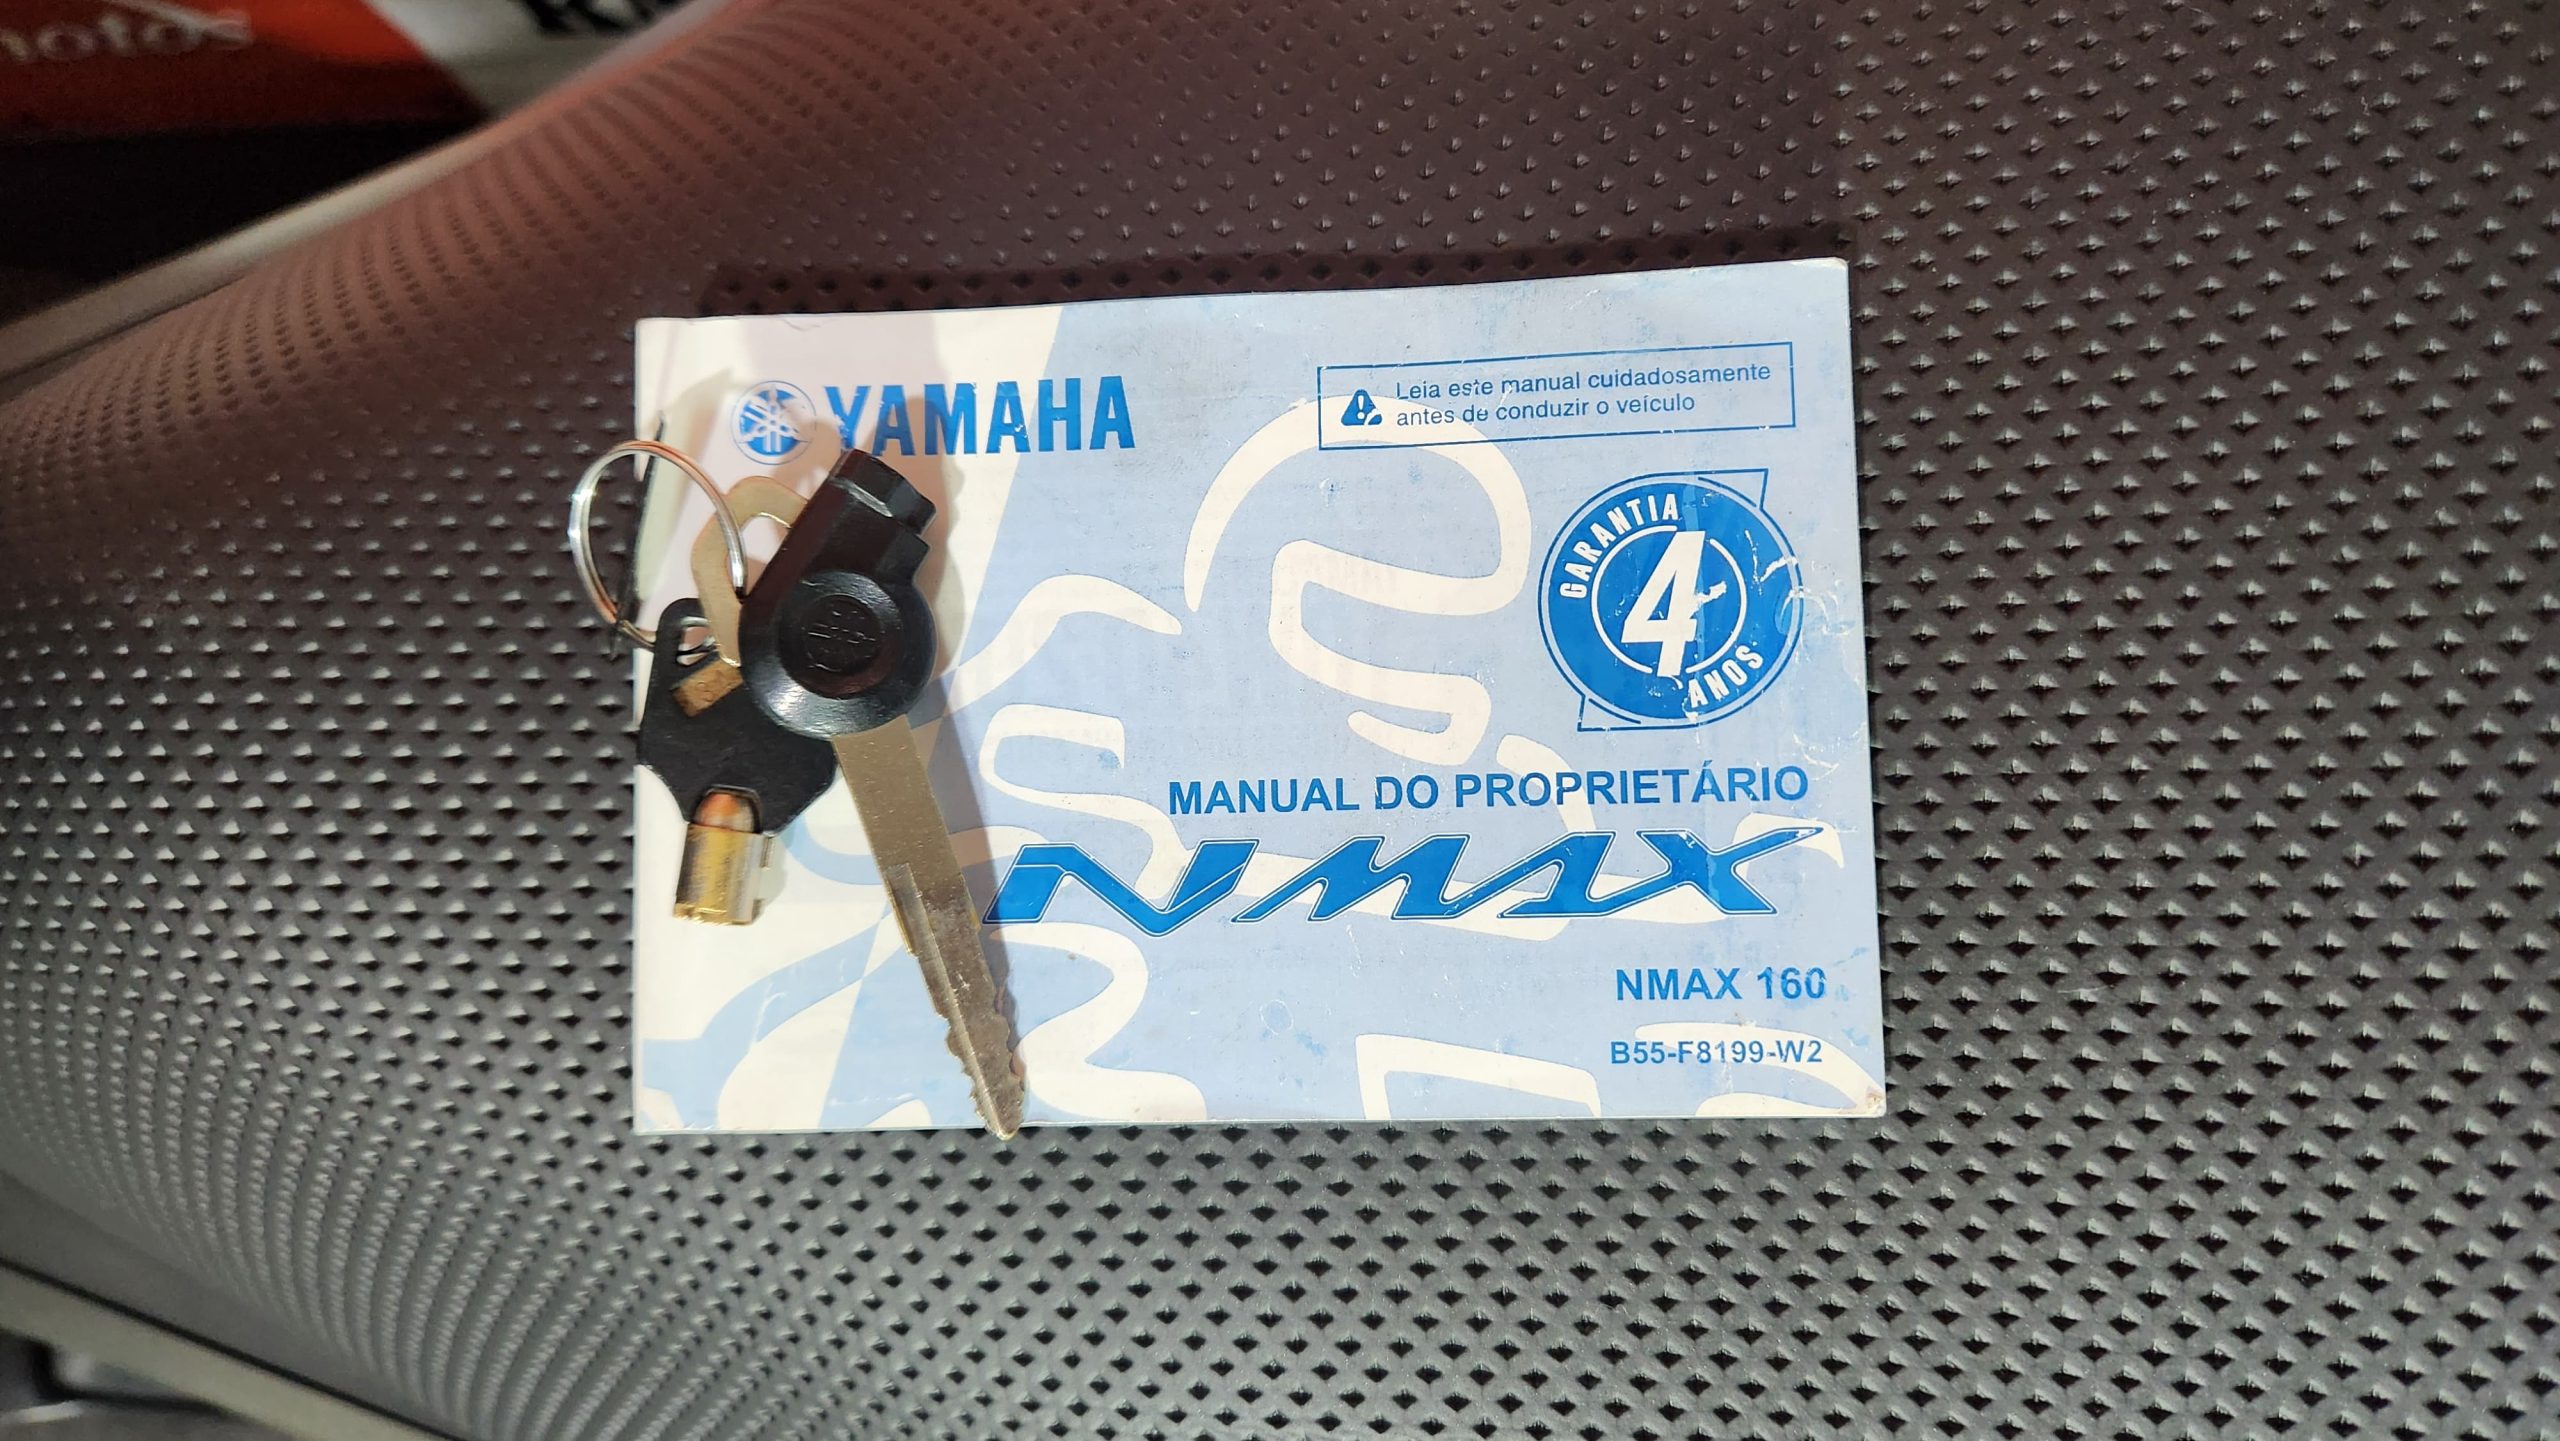 YAMAHA
Leia este manual cuidadosamente
antes de conduzir o veículo
GARANTIA
4
ANOS
MANUAL DO PROPRIETÁRIO
NMAX
NMAX 160
B55-F8199-W2